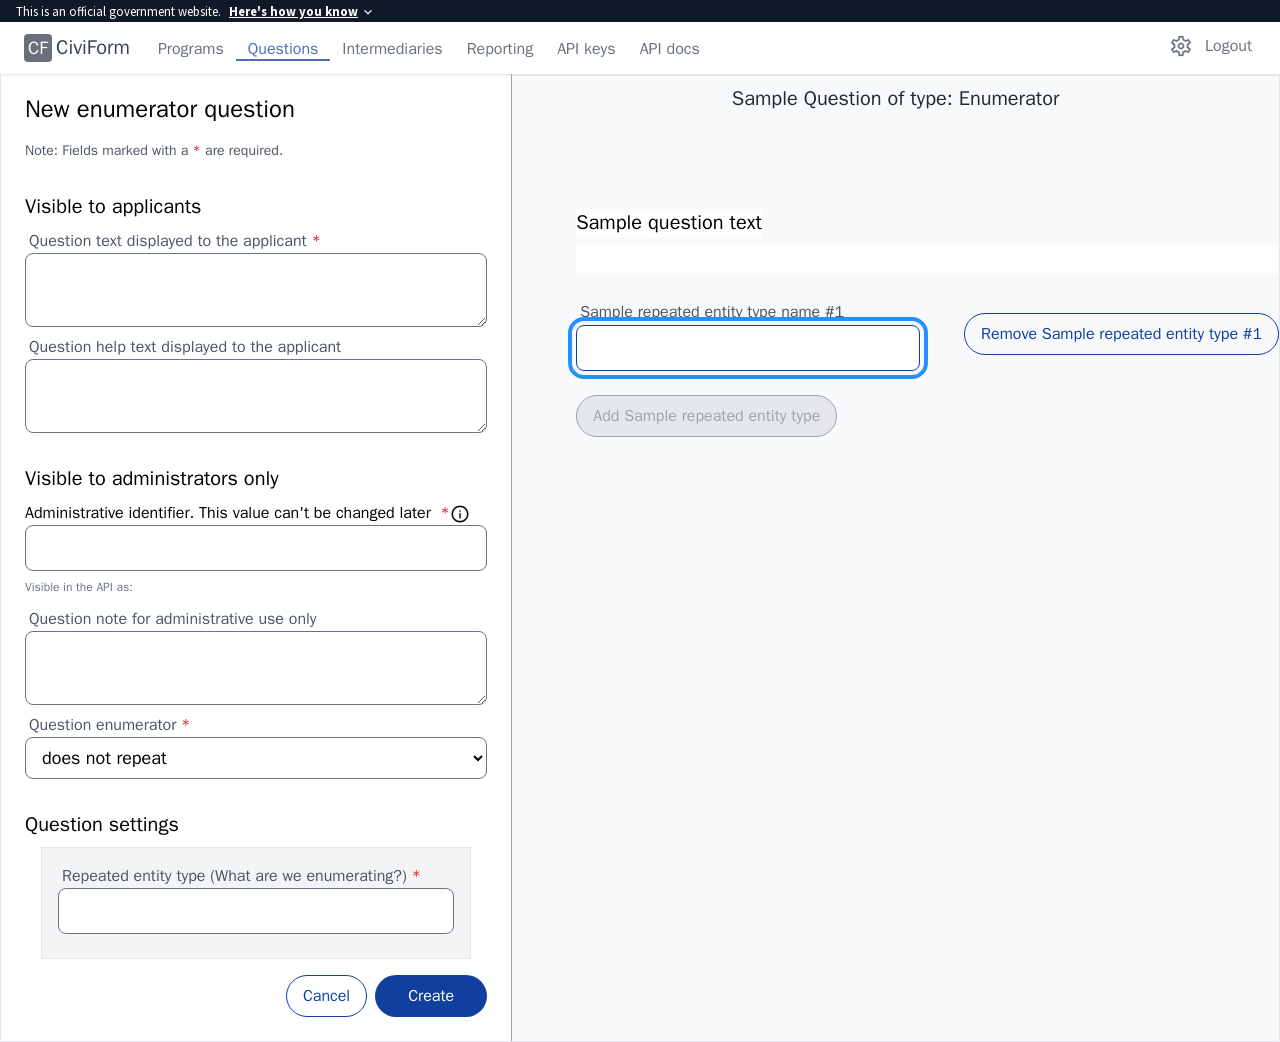 This is an official government website. Here's how you know
CF CiviForm Programs Questions Intermediaries Reporting API keys API docs Logout
New enumerator question
Note: Fields marked with a * are required.
Visible to applicants
Question text displayed to the applicant *
Question help text displayed to the applicant
Visible to administrators only
Administrative identifier. This value can't be changed later *
Visible in the API as:
Question note for administrative use only
Question enumerator *
does not repeat
Question settings
Repeated entity type (What are we enumerating?) *
Cancel Create
Sample Question of type: Enumerator
Sample question text
Sample repeated entity type name #1
Remove Sample repeated entity type #1
Add Sample repeated entity type